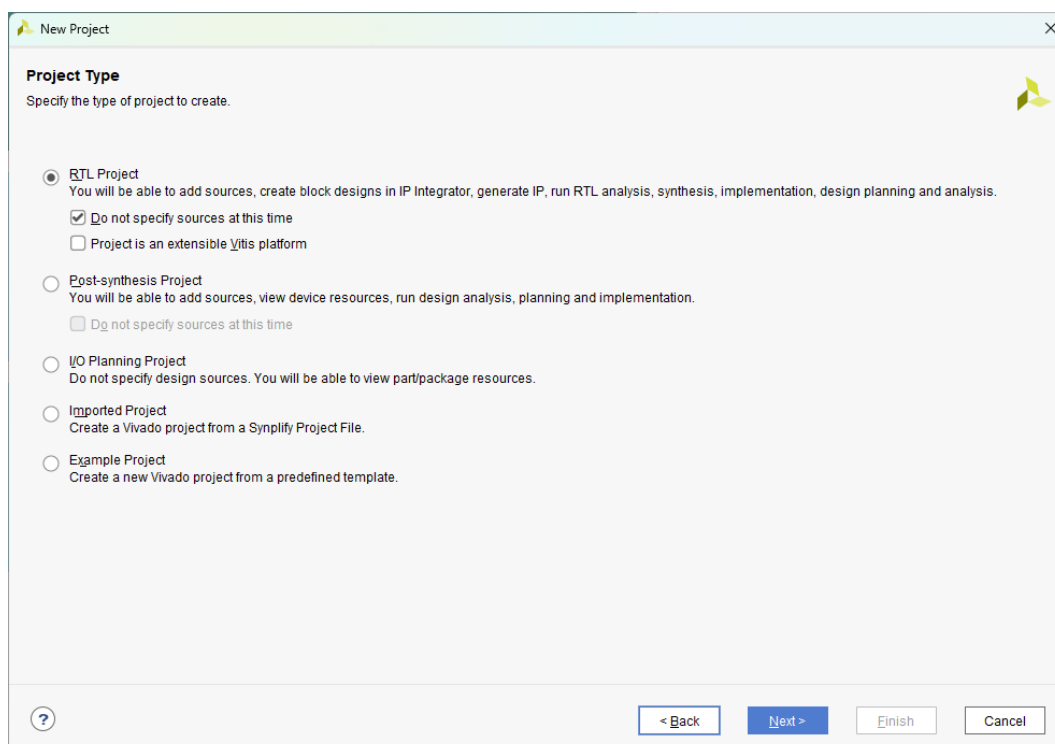 New Project
Project Type
Specify the type of project to create.
RTL Project
You will be able to add sources, create block designs in IP Integrator, generate IP, run RTL analysis, synthesis, implementation, design planning and analysis.
Do not specify sources at this time
Project is an extensible Vitis platform
Post-synthesis Project
You will be able to add sources, view device resources, run design analysis, planning and implementation.
Do not specify sources at this time
I/O Planning Project
Do not specify design sources. You will be able to view part/package resources.
Imported Project
Create a Vivado project from a Synplify Project File.
Example Project
Create a new Vivado project from a predefined template.
?
< Back
Next >
Finish
Cancel